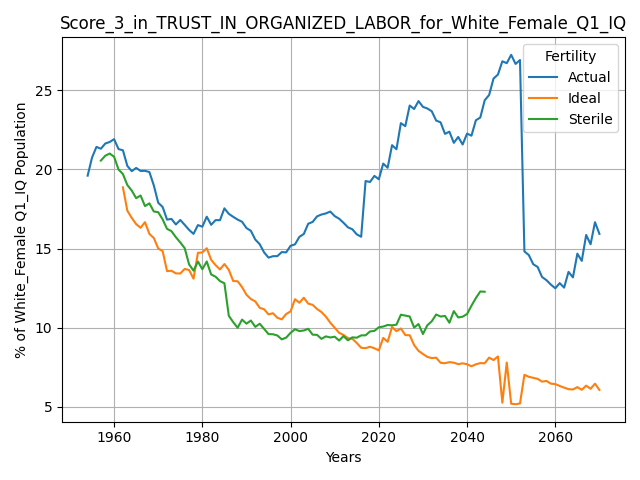 Score_3_in_TRUST_IN_ORGANIZED_LABOR_for_White_Female_Q1_IQ
Fertility
Actual
Ideal
Sterile
% of White_Female Q1_IQ Population
25
20
15
10
5
1960 1980 2000 2020 2040 2060
Years